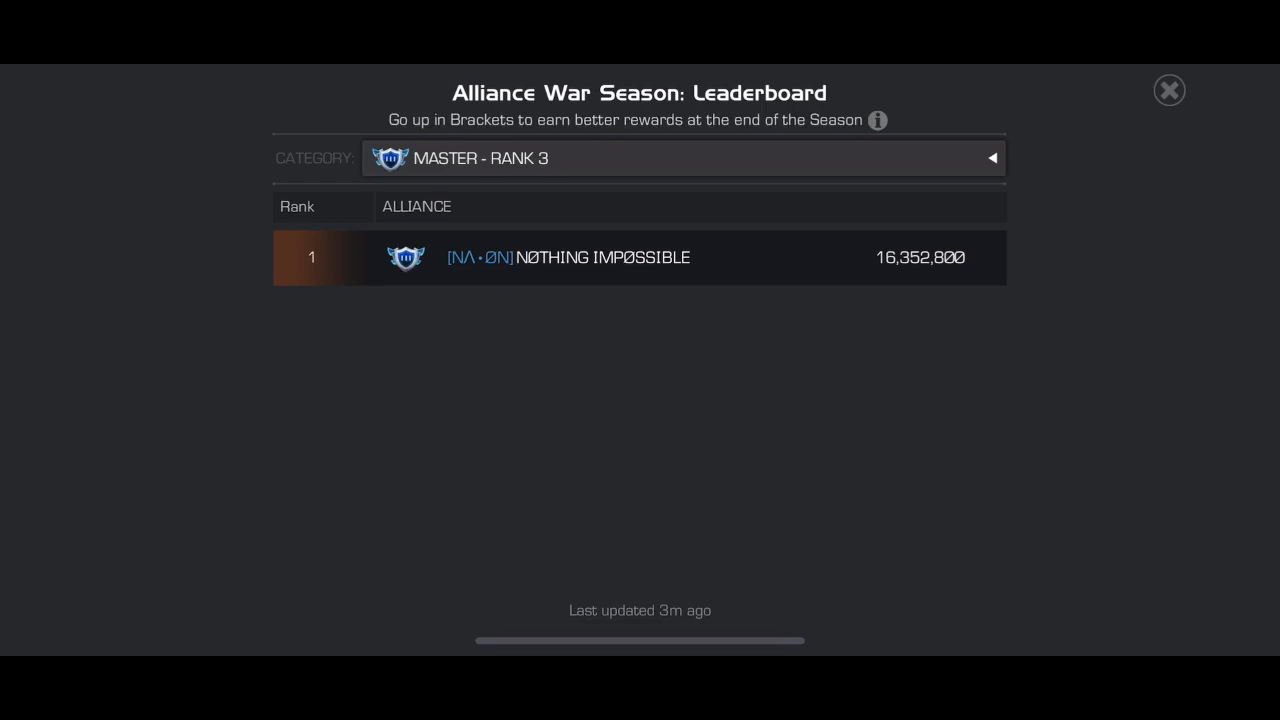 Alliance War Season: Leaderboard
Go up in Brackets to earn better rewards at the end of the Season
CATEGORY: MASTER - RANK 3
Rank ALLIANCE
1 [NΛ•ØN] NØTHING IMPØSSIBLE 16,352,800
Last updated 3m ago